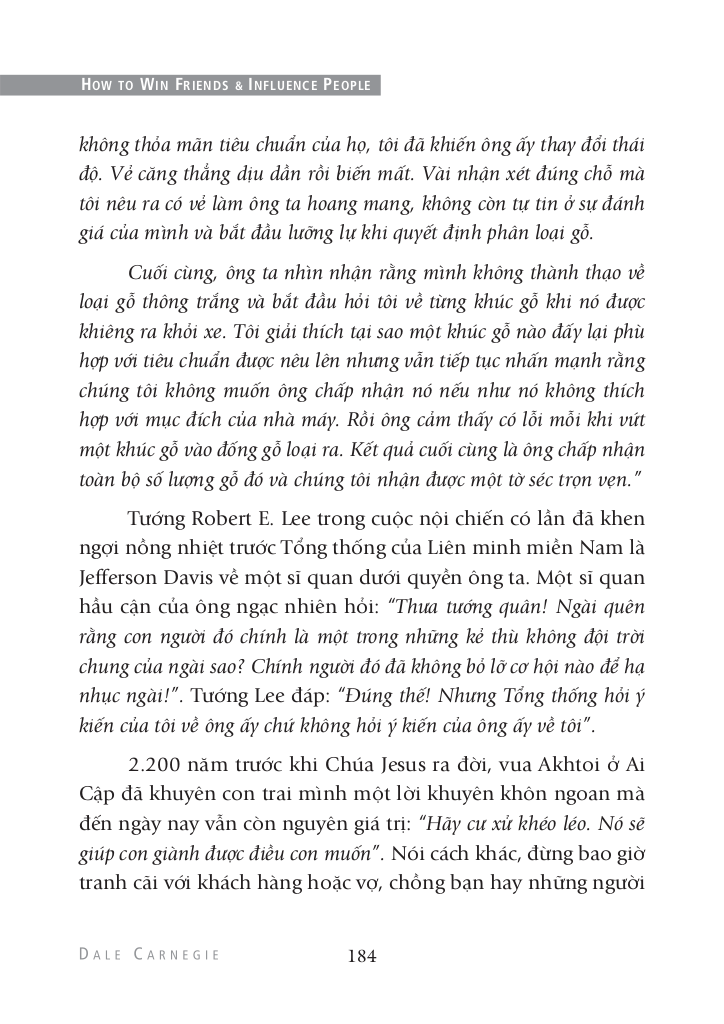 HOW TO WIN FRIENDS & INFLUENCE PEOPLE
không thỏa mãn tiêu chuẩn của họ, tôi đã khiến ông ấy thay đổi thái
độ. Vẻ căng thẳng dịu dần rồi biến mất. Vài nhận xét đúng chỗ mà
tôi nêu ra có vẻ làm ông ta hoang mang, không còn tự tin ở sự đánh
giá của mình và bắt đầu lưỡng lự khi quyết định phân loại gỗ.
Cuối cùng, ông ta nhìn nhận rằng mình không thành thạo về
loại gỗ thông trắng và bắt đầu hỏi tôi về từng khúc gỗ khi nó được
khiêng ra khỏi xe. Tôi giải thích tại sao một khúc gỗ nào đấy lại phù
hợp với tiêu chuẩn được nêu lên nhưng vẫn tiếp tục nhấn mạnh rằng
chúng tôi không muốn ông chấp nhận nó nếu như nó không thích
hợp với mục đích của nhà máy. Rồi ông cảm thấy có lỗi mỗi khi vứt
một khúc gỗ vào đống gỗ loại ra. Kết quả cuối cùng là ông chấp nhận
toàn bộ số lượng gỗ đó và chúng tôi nhận được một tờ séc trọn vẹn.”
Tướng Robert E. Lee trong cuộc nội chiến có lần đã khen
ngợi nồng nhiệt trước Tổng thống của Liên minh miền Nam là
Jefferson Davis về một sĩ quan dưới quyền ông ta. Một sĩ quan
hầu cận của ông ngạc nhiên hỏi: “Thưa tướng quân! Ngài quên
rằng con người đó chính là một trong những kẻ thù không đội trời
chung của ngài sao? Chính người đó đã không bỏ lỡ cơ hội nào để hạ
nhục ngài!”. Tướng Lee đáp: “Đúng thế! Nhưng Tổng thống hỏi ý
kiến của tôi về ông ấy chứ không hỏi ý kiến của ông ấy về tôi”.
2.200 năm trước khi Chúa Jesus ra đời, vua Akhtoi ở Ai
Cập đã khuyên con trai mình một lời khuyên khôn ngoan mà
đến ngày nay vẫn còn nguyên giá trị: “Hãy cư xử khéo léo. Nó sẽ
giúp con giành được điều con muốn”. Nói cách khác, đừng bao giờ
tranh cãi với khách hàng hoặc vợ, chồng bạn hay những người
DALE CARNEGIE
184